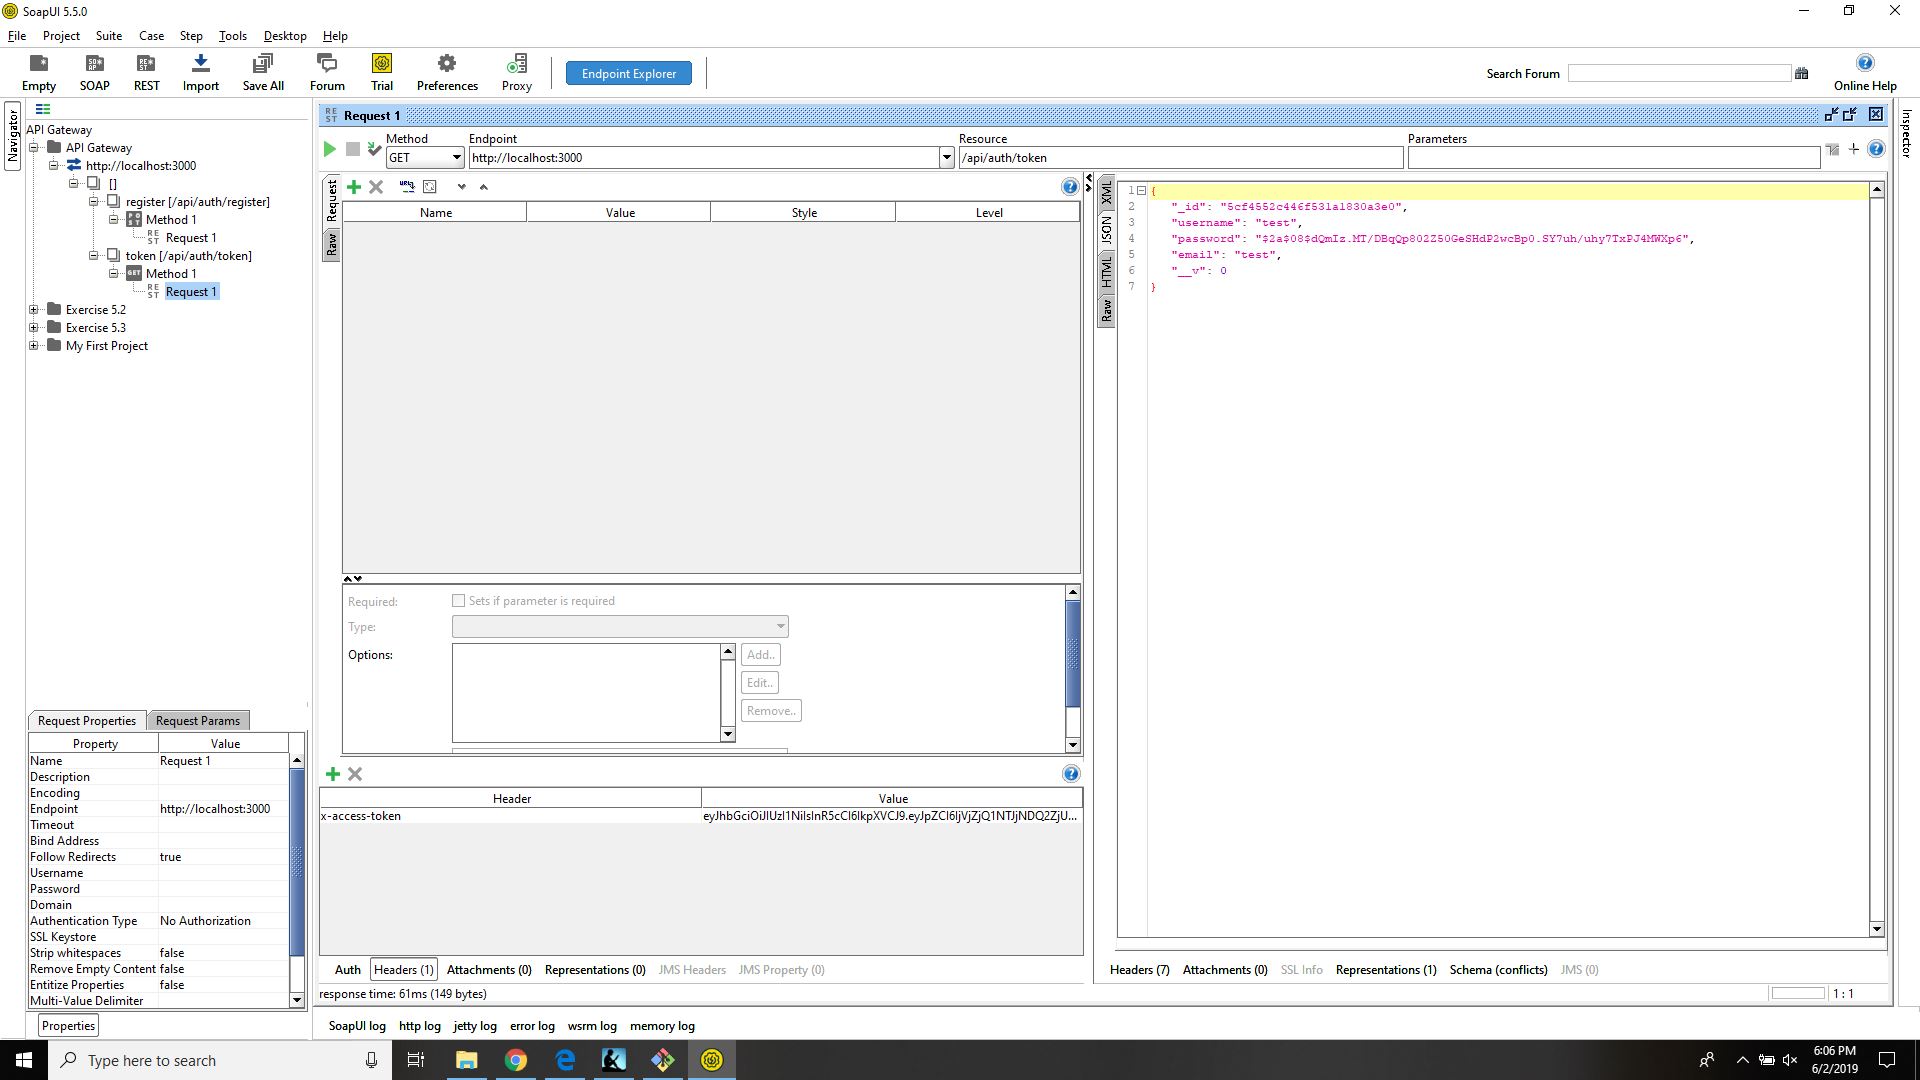 SoapUI 5.5.0
File Project Suite Case Step Tools Desktop Help
Empty SOAP REST Import Save All Forum Trial Preferences Proxy Endpoint Explorer Search Forum Online Help
Navigator
Inspector
API Gateway
API Gateway
http://localhost:3000
[]
register [/api/auth/register]
Method 1
Request 1
token [/api/auth/token]
Method 1
Request 1
Exercise 5.2
Exercise 5.3
My First Project
Request Properties Request Params
Property Value
Name Request 1
Description
Encoding
Endpoint http://localhost:3000
Timeout
Bind Address
Follow Redirects true
Username
Password
Domain
Authentication Type No Authorization
SSL Keystore
Strip whitespaces false
Remove Empty Content false
Entitize Properties false
Multi-Value Delimiter
Properties
Request 1
Method Endpoint Resource Parameters
GET http://localhost:3000 /api/auth/token
Request
Raw
Name Value Style Level
Required: Sets if parameter is required
Type:
Options: Add..
Edit..
Remove..
Header Value
x-access-token
Auth Headers (1) Attachments (0) Representations (0) JMS Headers JMS Property (0)
response time: 61ms (149 bytes)
XML
JSON
HTML
Raw
1 {
2 "_id": "5cf4552c446f531a1830a3e0",
3 "username": "test",
4 "password": "$2a$08$dQmIz.MT/DBqQp802Z50GeSHdP2wcBp0.SY7uh/uhy7TxPJ4MWXp6",
5 "email": "test",
6 "__v": 0
7 }
Headers (7) Attachments (0) SSL Info Representations (1) Schema (conflicts) JMS (0)
1 : 1
SoapUI log http log jetty log error log wsrm log memory log
Type here to search
6:06 PM
6/2/2019